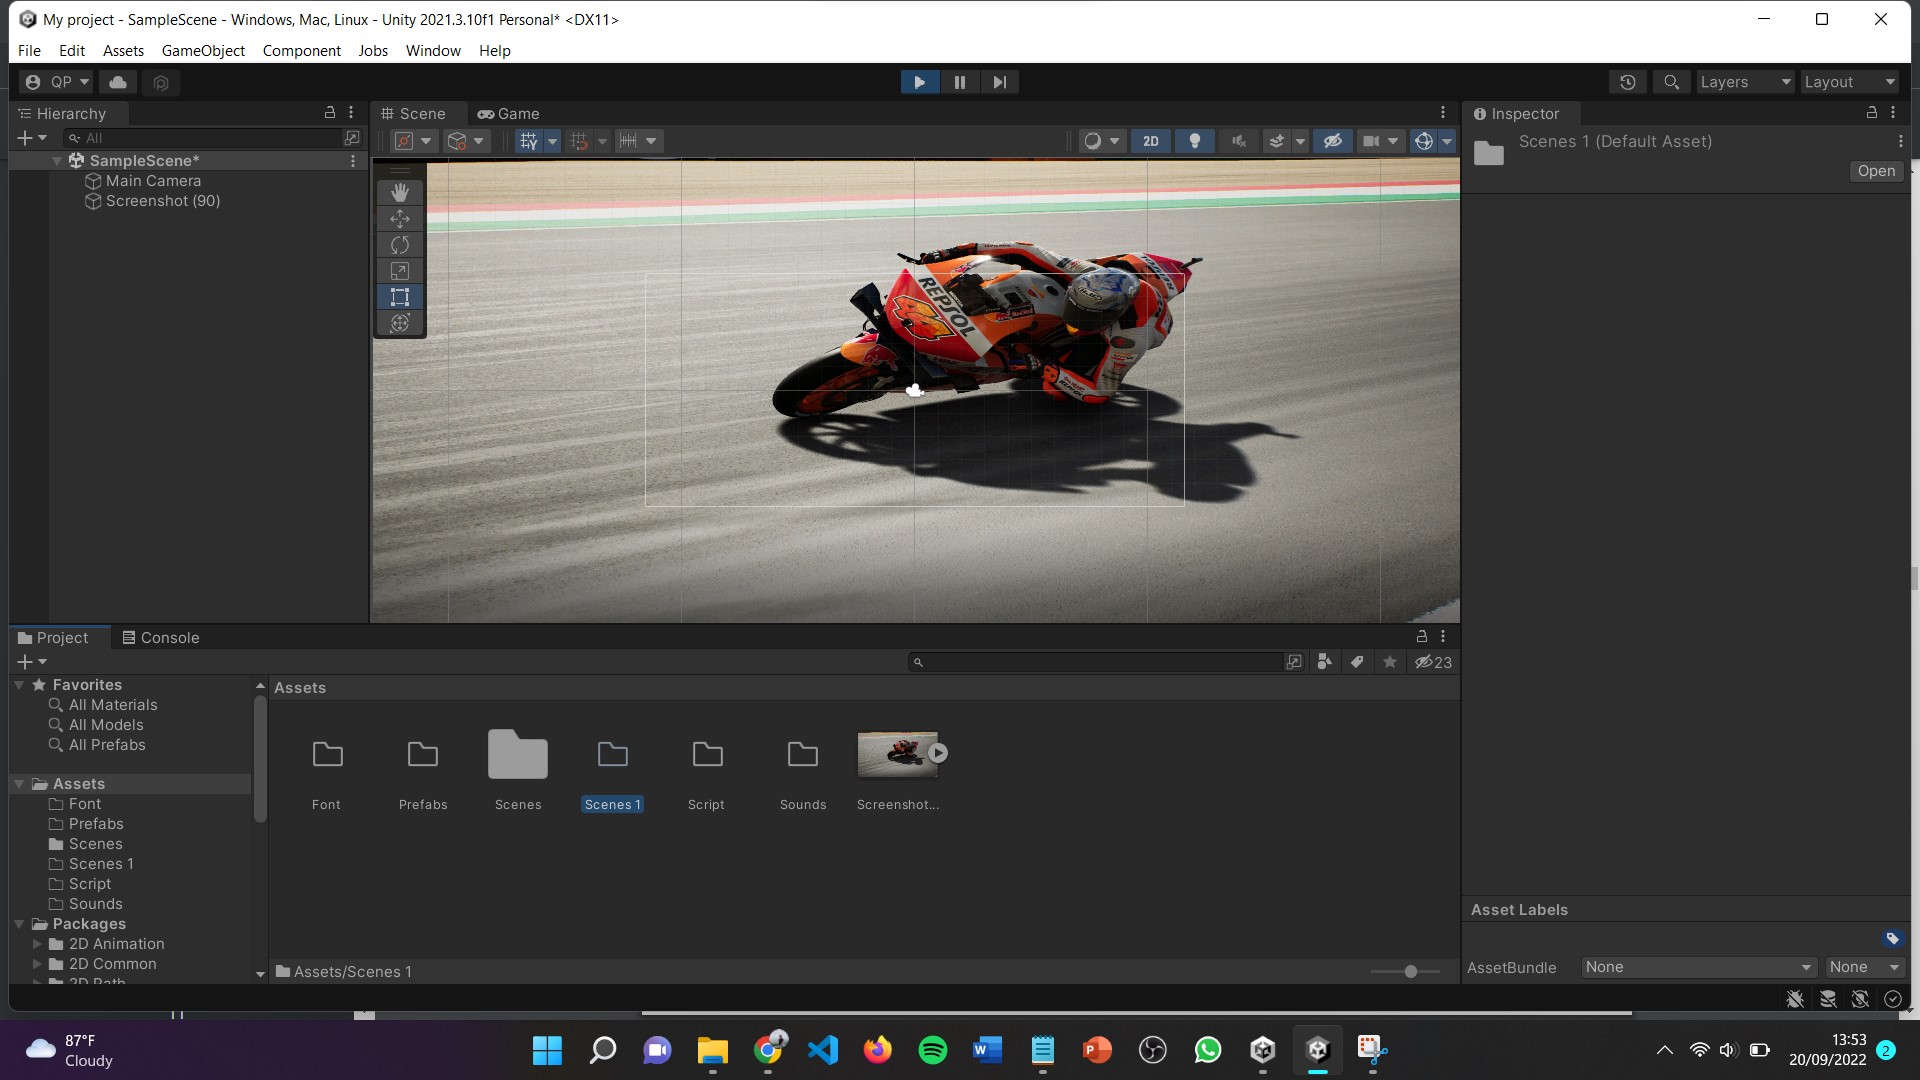 My project - SampleScene - Windows, Mac, Linux - Unity 2021.3.10f1 Personal* <DX11>
File Edit Assets GameObject Component Jobs Window Help
QP Layers Layout
Hierarchy Scene Game Inspector
All 2D Scenes 1 (Default Asset)
Open
SampleScene*
Main Camera
Screenshot (90)
REPSOL
Project Console
23
Favorites Assets
All Materials
All Models
All Prefabs
Assets
Font
Prefabs
Scenes
Scenes 1
Script
Sounds
Font Prefabs Scenes Scenes 1 Script Sounds Screenshot...
Packages
2D Animation
2D Common
2D Path
Assets/Scenes 1
Asset Labels
AssetBundle None None
87°F
Cloudy
13:53
20/09/2022 2